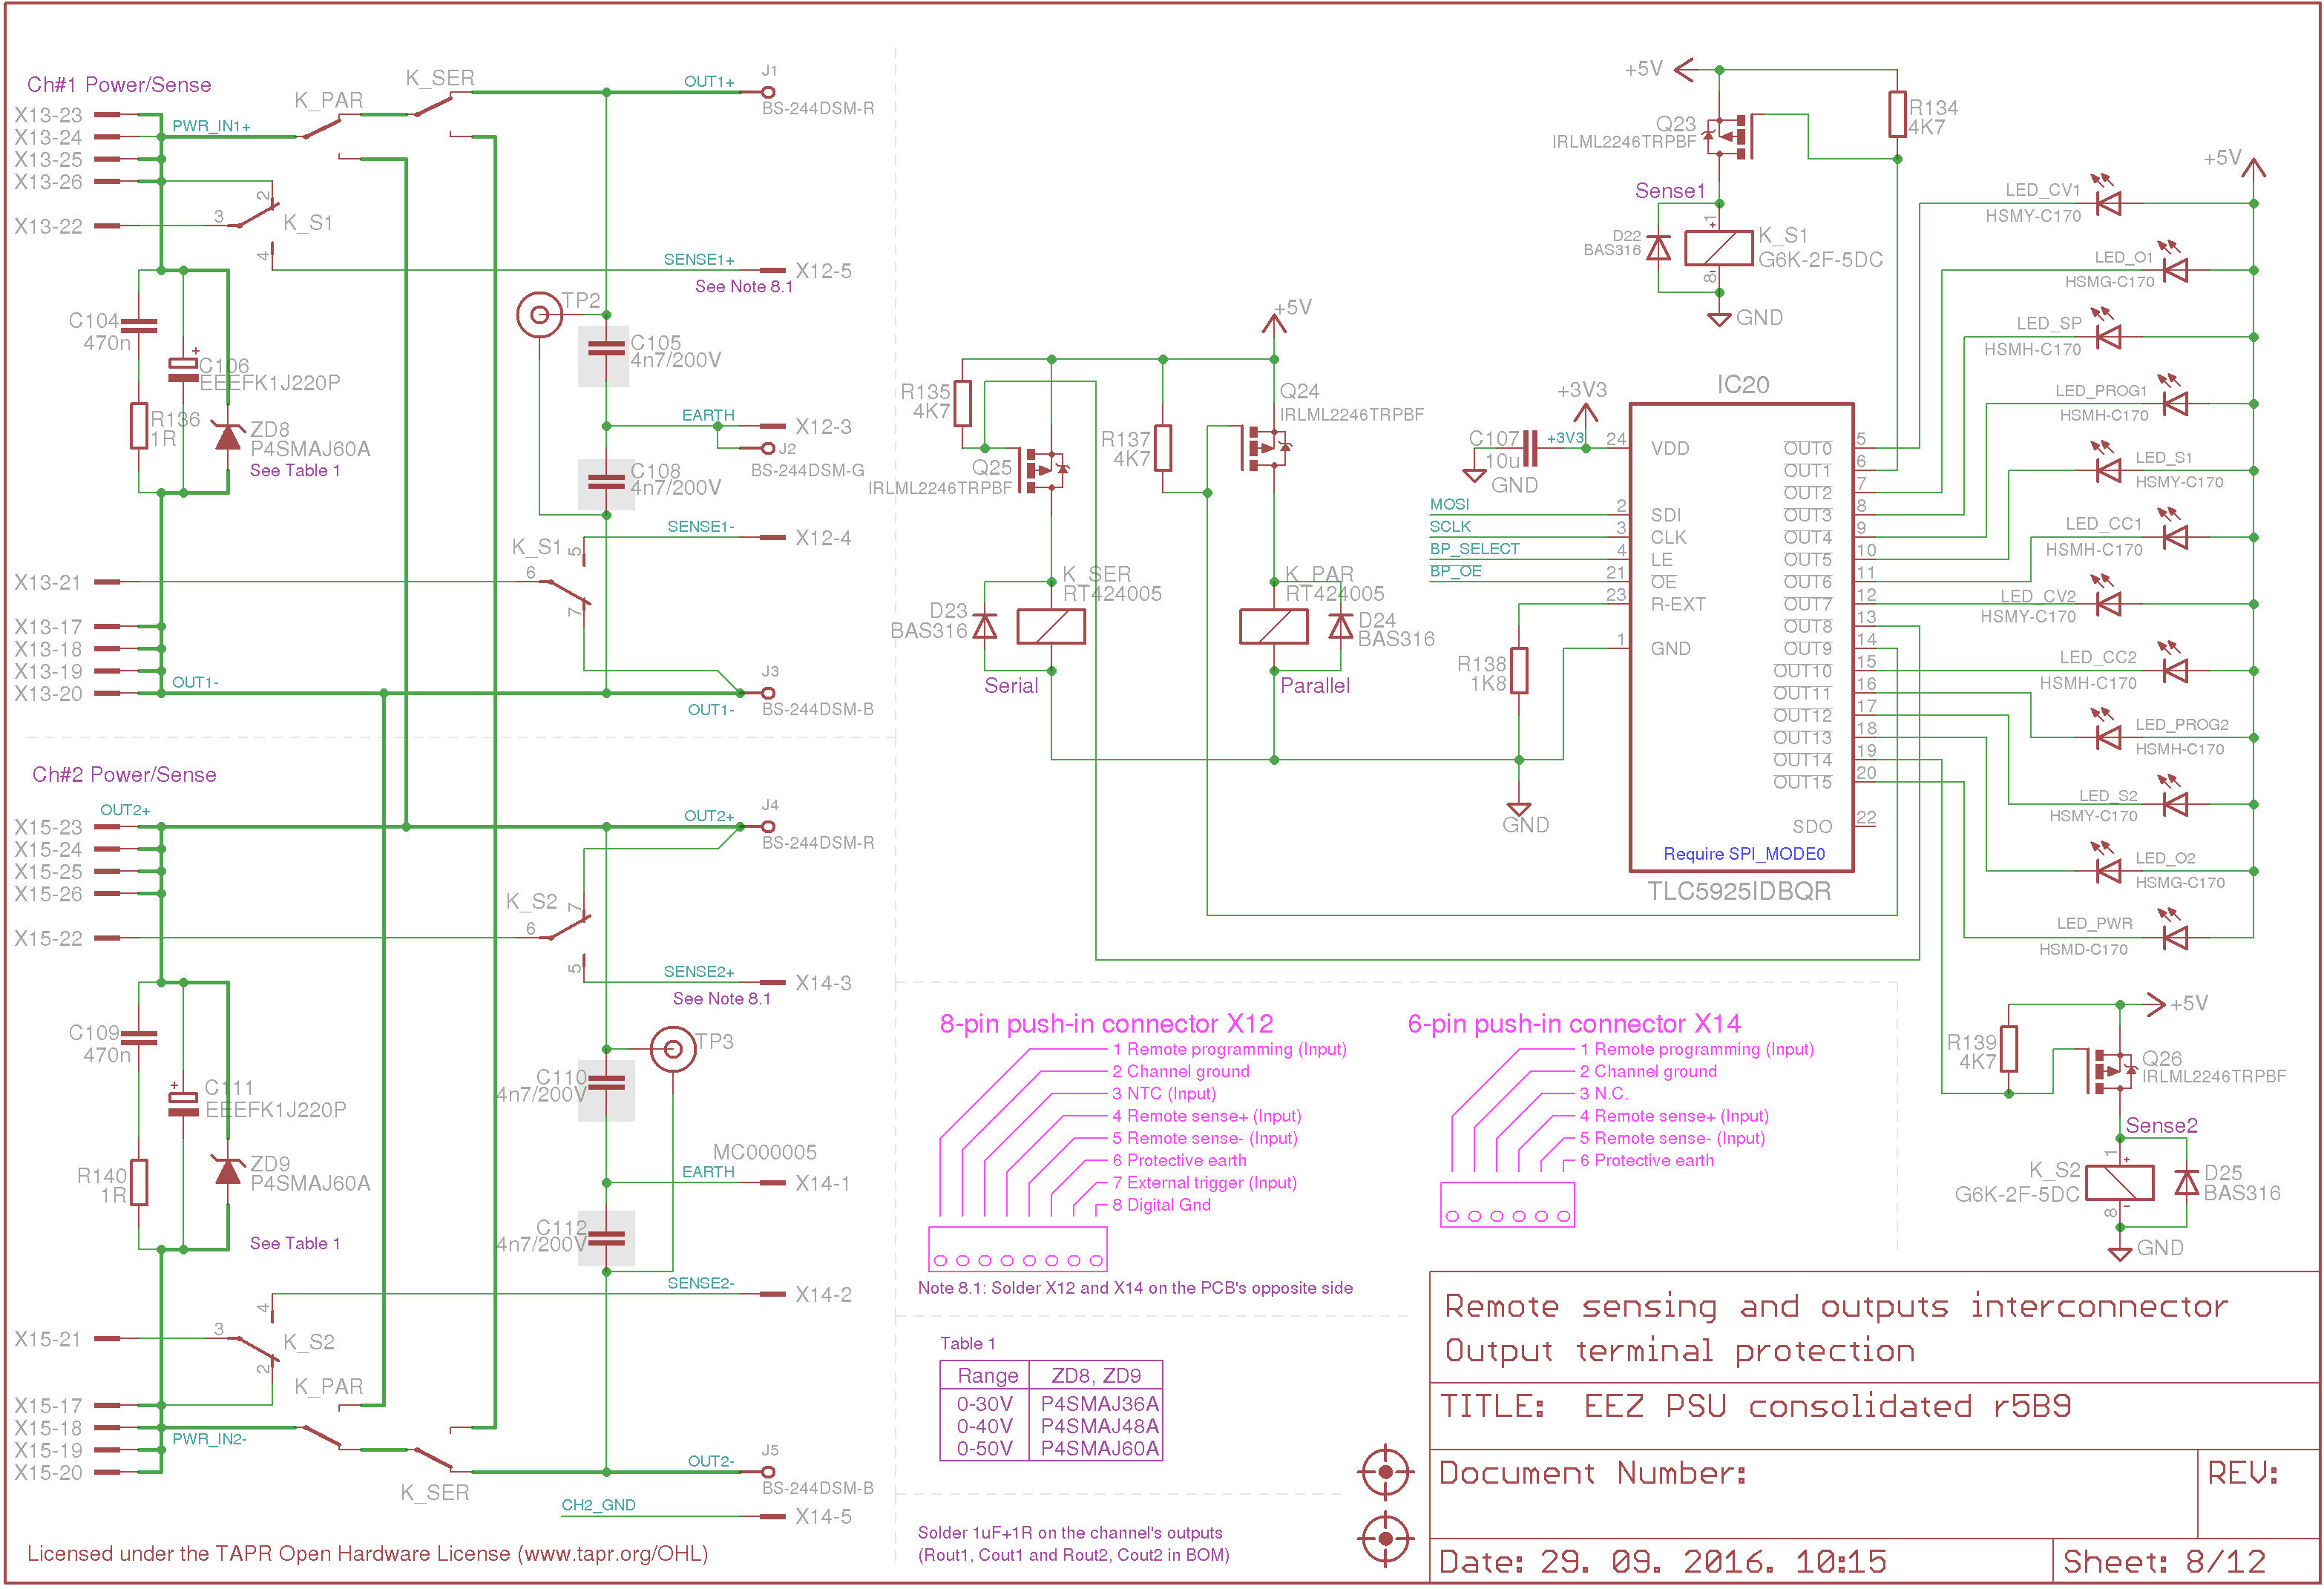 Ch#1 Power/Sense
X13-23
X13-24
X13-25
X13-26
X13-22
PWR_IN1+
K_PAR
K_SER
OUT1+
J1
BS-244DSM-R
2
3
4
K_S1
SENSE1+
X12-5
See Note 8.1
C104
470n
+
C106
EEEFK1J220P
R136
1R
ZD8
P4SMAJ60A
See Table 1
TP2
C105
4n7/200V
EARTH
X12-3
J2
BS-244DSM-G
C108
4n7/200V
SENSE1-
X12-4
K_S1
5
6
7
X13-21
X13-17
X13-18
X13-19
X13-20
OUT1-
J3
OUT1-
BS-244DSM-B
Ch#2 Power/Sense
OUT2+
X15-23
X15-24
X15-25
X15-26
X15-22
OUT2+
J4
BS-244DSM-R
K_S2
7
6
5
SENSE2+
X14-3
See Note 8.1
C109
470n
+
C111
EEEFK1J220P
R140
1R
ZD9
P4SMAJ60A
See Table 1
TP3
C110
4n7/200V
MC000005
EARTH
X14-1
C112
4n7/200V
SENSE2-
X14-2
4
3
2
K_S2
X15-21
X15-17
X15-18
X15-19
X15-20
PWR_IN2-
K_PAR
K_SER
OUT2-
J5
BS-244DSM-B
CH2_GND
X14-5
Licensed under the TAPR Open Hardware License (www.tapr.org/OHL)
+5V
Q23
IRLML2246TRPBF
R134
4K7
Sense1
D22
BAS316
1
+
8
-
K_S1
G6K-2F-5DC
GND
+5V
R135
4K7
Q25
IRLML2246TRPBF
R137
4K7
Q24
IRLML2246TRPBF
K_SER
RT424005
D23
BAS316
Serial
K_PAR
RT424005
D24
BAS316
Parallel
+3V3
C107
10u
+3V3
GND
IC20
24
VDD
MOSI
2
SDI
SCLK
3
CLK
BP_SELECT
4
LE
BP_OE
21
OE
23
R-EXT
1
GND
R138
1K8
GND
OUT0
5
OUT1
6
OUT2
7
OUT3
8
OUT4
9
OUT5
10
OUT6
11
OUT7
12
OUT8
13
OUT9
14
OUT10
15
OUT11
16
OUT12
17
OUT13
18
OUT14
19
OUT15
20
SDO
22
Require SPI_MODE0
TLC5925IDBQR
+5V
LED_CV1
HSMY-C170
LED_O1
HSMG-C170
LED_SP
HSMH-C170
LED_PROG1
HSMH-C170
LED_S1
HSMY-C170
LED_CC1
HSMH-C170
LED_CV2
HSMY-C170
LED_CC2
HSMH-C170
LED_PROG2
HSMH-C170
LED_S2
HSMY-C170
LED_O2
HSMG-C170
LED_PWR
HSMD-C170
+5V
R139
4K7
Q26
IRLML2246TRPBF
Sense2
1
+
8
-
K_S2
G6K-2F-5DC
D25
BAS316
GND
8-pin push-in connector X12
1 Remote programming (Input)
2 Channel ground
3 NTC (Input)
4 Remote sense+ (Input)
5 Remote sense- (Input)
6 Protective earth
7 External trigger (Input)
8 Digital Gnd
6-pin push-in connector X14
1 Remote programming (Input)
2 Channel ground
3 N.C.
4 Remote sense+ (Input)
5 Remote sense- (Input)
6 Protective earth
Note 8.1: Solder X12 and X14 on the PCB's opposite side
Table 1
Range ZD8, ZD9
0-30V P4SMAJ36A
0-40V P4SMAJ48A
0-50V P4SMAJ60A
Solder 1uF+1R on the channel's outputs
(Rout1, Cout1 and Rout2, Cout2 in BOM)
Remote sensing and outputs interconnector
Output terminal protection
TITLE: EEZ PSU consolidated r5B9
Document Number:
REV:
Date: 29. 09. 2016. 10:15
Sheet: 8/12